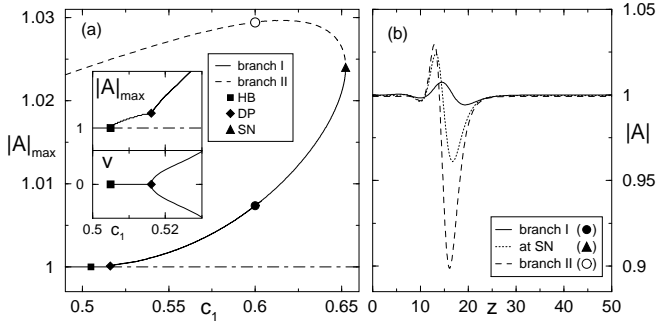 (a)
|A|max
1.03
1.02
1.01
1
0.5
0.55
0.6
0.65
c1
branch I
branch II
HB
DP
SN
|A|max
1
v
0
0.5
c1
0.52
(b)
1.05
1
0.95
0.9
|A|
branch I ( )
at SN ( )
branch II ( )
0
10
20
30
40
50
z